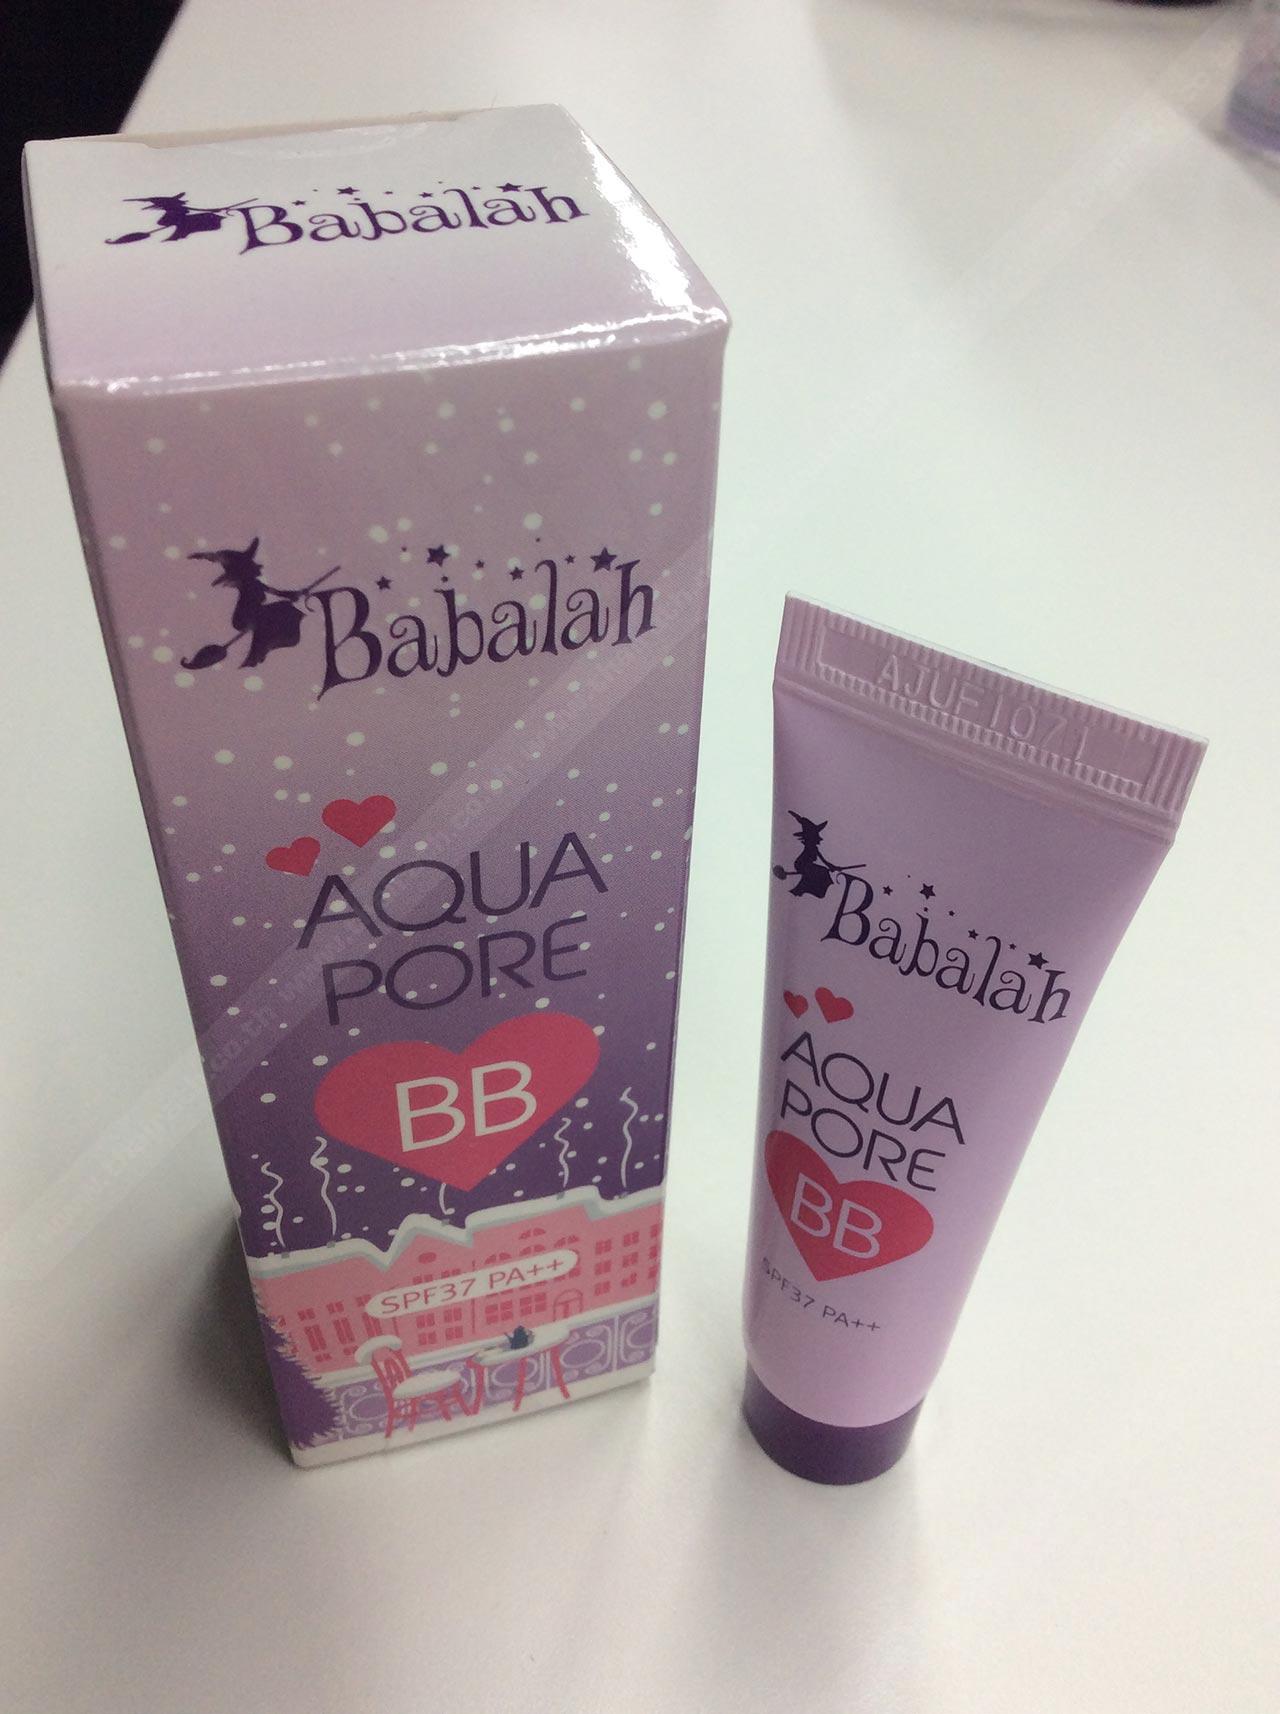 Babalah
Babalah
AQUA
PORE
BB
SPF37 PA++
AJUF1071
Babalah
AQUA
PORE
BB
SPF37 PA++